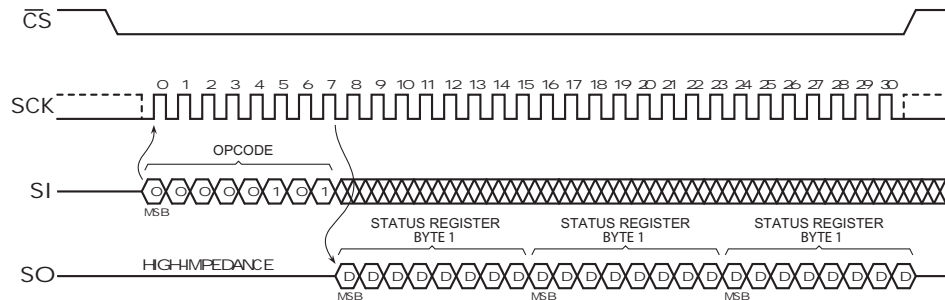 CS
0 1 2 3 4 5 6 7 8 9 10 11 12 13 14 15 16 17 18 19 20 21 22 23 24 25 26 27 28 29 30
SCK
OPCODE
SI 0 0 0 0 0 1 0 1
MSB
STATUS REGISTER BYTE 1
STATUS REGISTER BYTE 1
STATUS REGISTER BYTE 1
HIGH-IMPEDANCE
SO D D D D D D D D D D D D D D D D D D D D D D D D
MSB MSB MSB